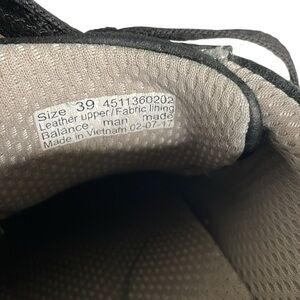 Size 39 4511360202
Leather upper/Fabric lining
Balance man made
Made in Vietnam 02-07-17